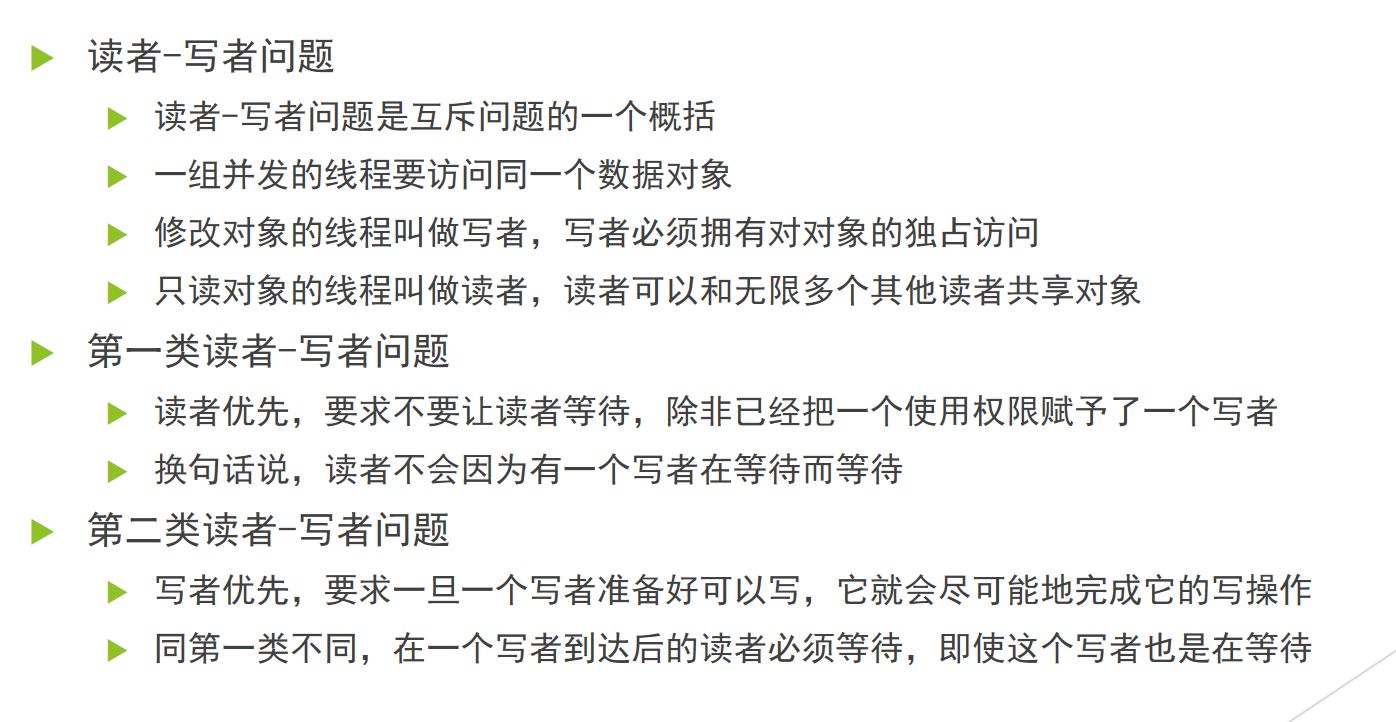 读者-写者问题
读者-写者问题是互斥问题的一个概括
一组并发的线程要访问同一个数据对象
修改对象的线程叫做写者，写者必须拥有对对象的独占访问
只读对象的线程叫做读者，读者可以和无限多个其他读者共享对象
第一类读者-写者问题
读者优先，要求不要让读者等待，除非已经把一个使用权限赋予了一个写者
换句话说，读者不会因为有一个写者在等待而等待
第二类读者-写者问题
写者优先，要求一旦一个写者准备好可以写，它就会尽可能地完成它的写操作
同第一类不同，在一个写者到达后的读者必须等待，即使这个写者也是在等待